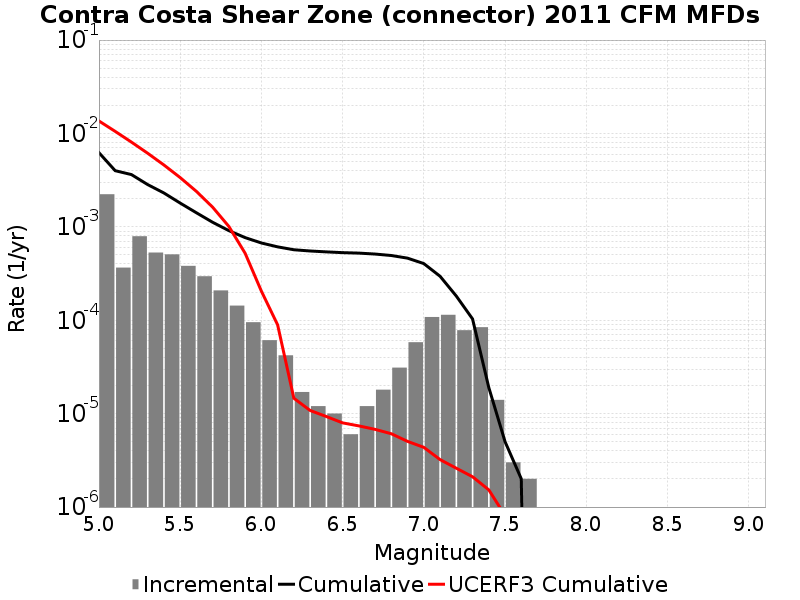 Contra Costa Shear Zone (connector) 2011 CFM MFDs
10-1
10-2
10-3
10-4
10-5
10-6
Rate (1/yr)
5.0 5.5 6.0 6.5 7.0 7.5 8.0 8.5 9.0
Magnitude
Incremental Cumulative UCERF3 Cumulative